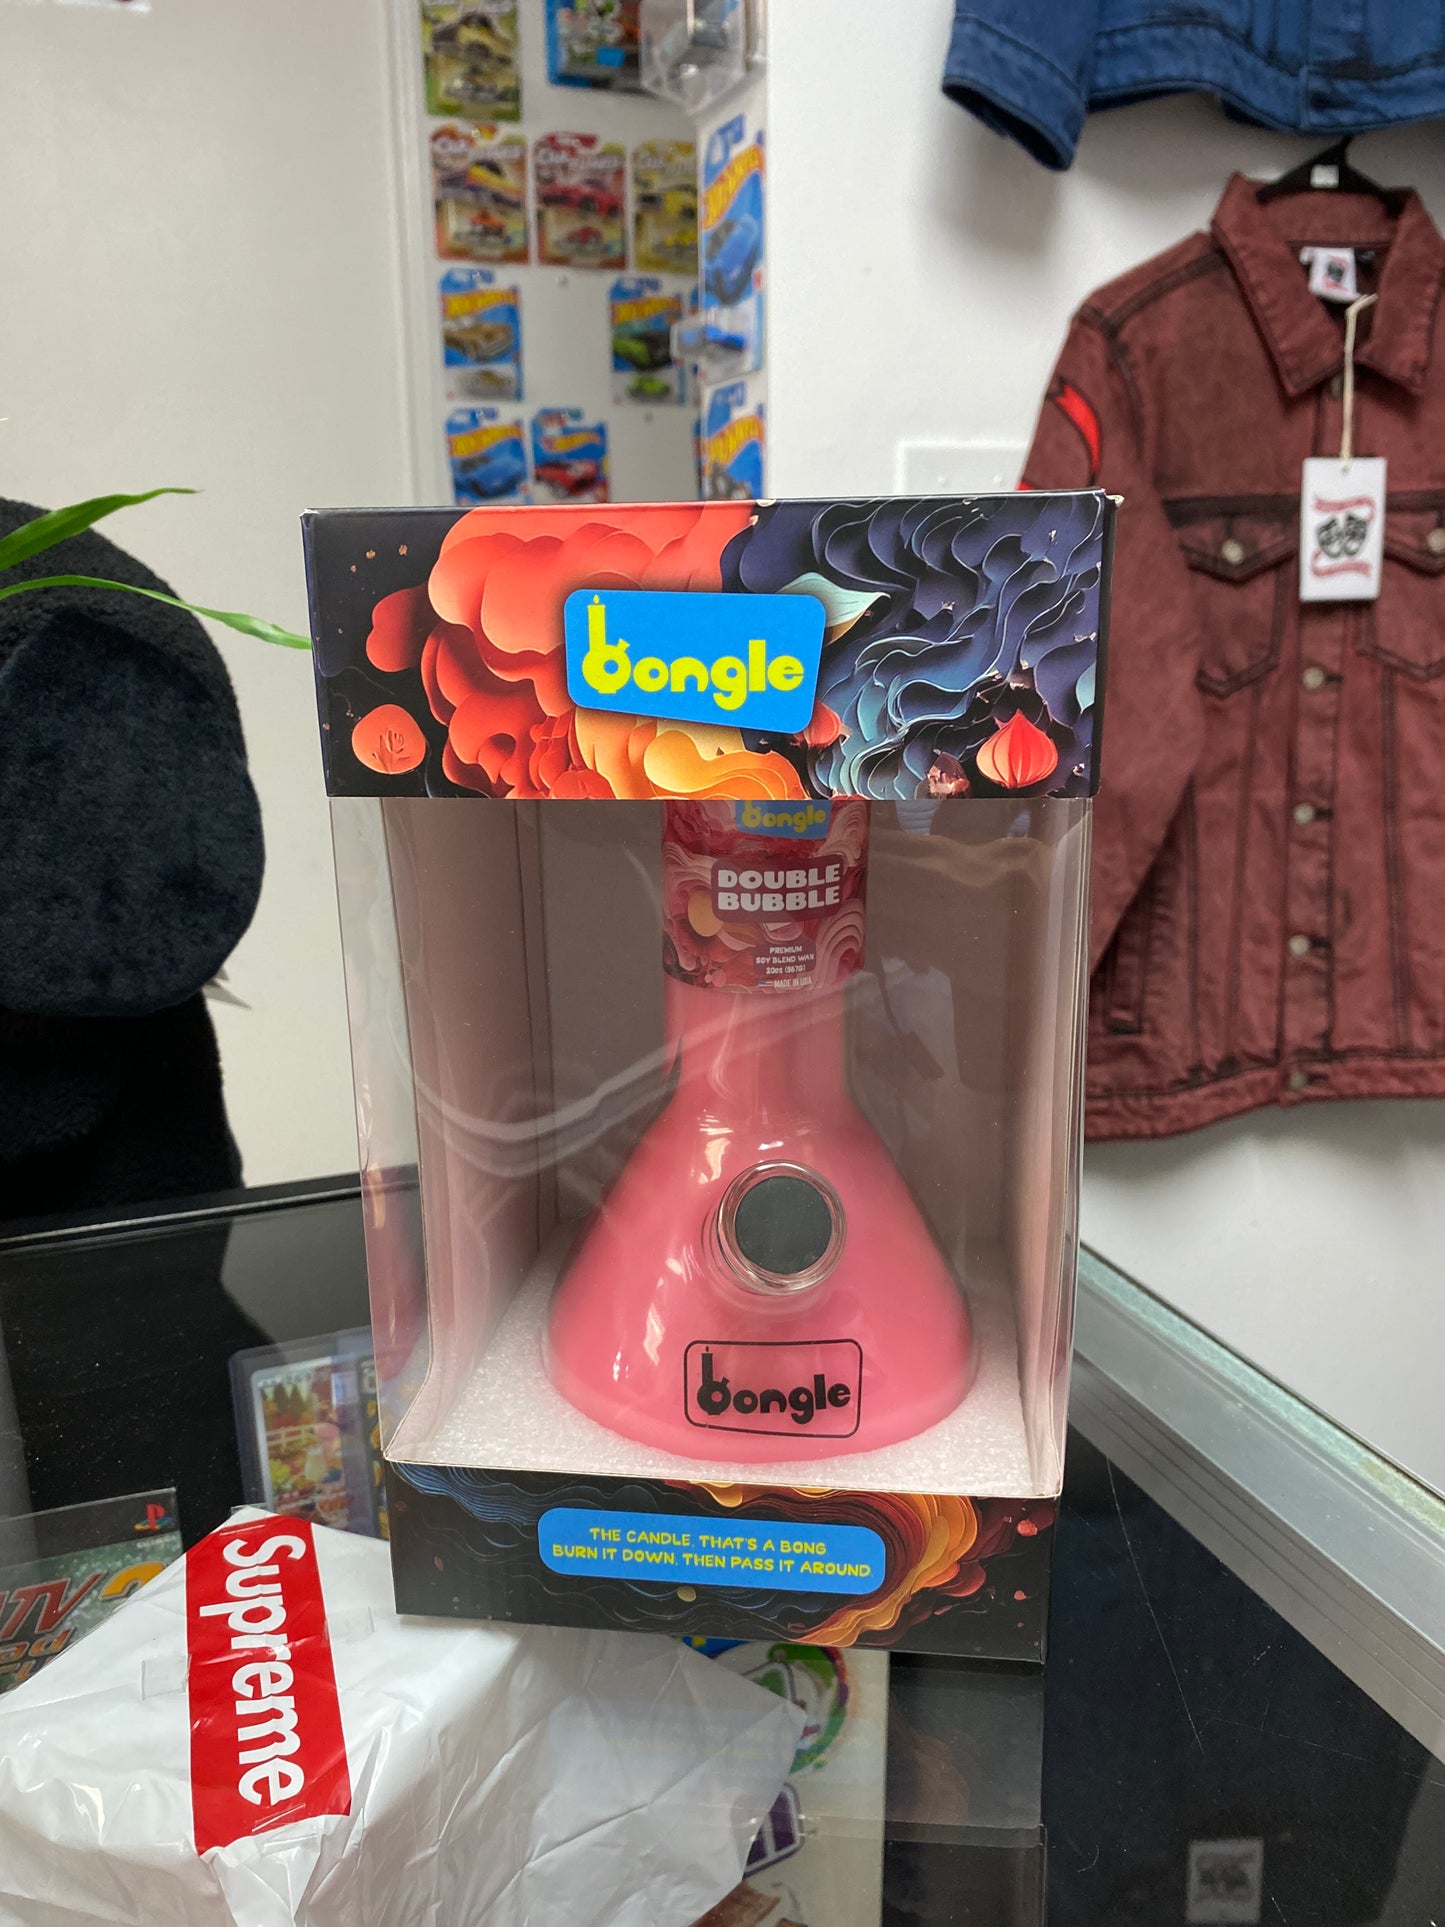 bongle
bongle
DOUBLE
BUBBLE
PREMIUM
SOY BLEND WAX
20oz (567G)
MADE IN USA
bongle
THE CANDLE. THAT'S A BONG.
BURN IT DOWN. THEN PASS IT AROUND.
Supreme